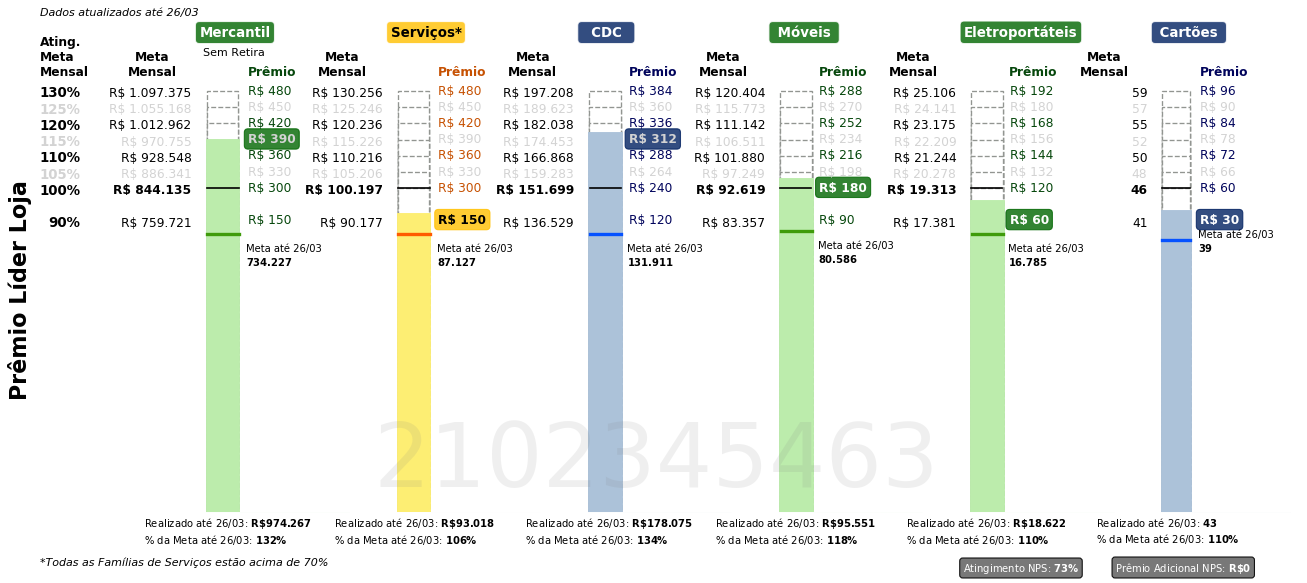 Dados atualizados até 26/03
Mercantil Serviços* CDC Móveis Eletroportáteis Cartões
Sem Retira
Ating. Meta Mensal
Meta Mensal Prêmio Meta Mensal Prêmio Meta Mensal Prêmio Meta Mensal Prêmio Meta Mensal Prêmio Meta Mensal Prêmio
130% R$ 1.097.375 R$ 480 R$ 130.256 R$ 480 R$ 197.208 R$ 384 R$ 120.404 R$ 288 R$ 25.106 R$ 192 59 R$ 96
125% R$ 1.055.168 R$ 450 R$ 125.246 R$ 450 R$ 189.623 R$ 360 R$ 115.773 R$ 270 R$ 24.141 R$ 180 57 R$ 90
120% R$ 1.012.962 R$ 420 R$ 120.236 R$ 420 R$ 182.038 R$ 336 R$ 111.142 R$ 252 R$ 23.175 R$ 168 55 R$ 84
115% R$ 970.755 R$ 390 R$ 115.226 R$ 390 R$ 174.453 R$ 312 R$ 106.511 R$ 234 R$ 22.209 R$ 156 52 R$ 78
110% R$ 928.548 R$ 360 R$ 110.216 R$ 360 R$ 166.868 R$ 288 R$ 101.880 R$ 216 R$ 21.244 R$ 144 50 R$ 72
105% R$ 886.341 R$ 330 R$ 105.206 R$ 330 R$ 159.283 R$ 264 R$ 97.249 R$ 198 R$ 20.278 R$ 132 48 R$ 66
100% R$ 844.135 R$ 300 R$ 100.197 R$ 300 R$ 151.699 R$ 240 R$ 92.619 R$ 180 R$ 19.313 R$ 120 46 R$ 60
90% R$ 759.721 R$ 150 R$ 90.177 R$ 150 R$ 136.529 R$ 120 R$ 83.357 R$ 90 R$ 17.381 R$ 60 41 R$ 30
Meta até 26/03 Meta até 26/03 Meta até 26/03 Meta até 26/03 Meta até 26/03 Meta até 26/03
734.227 87.127 131.911 80.586 16.785 39
Prêmio Líder Loja
2102345463
Realizado até 26/03: R$974.267 Realizado até 26/03: R$93.018 Realizado até 26/03: R$178.075 Realizado até 26/03: R$95.551 Realizado até 26/03: R$18.622 Realizado até 26/03: 43
% da Meta até 26/03: 132% % da Meta até 26/03: 106% % da Meta até 26/03: 134% % da Meta até 26/03: 118% % da Meta até 26/03: 110% % da Meta até 26/03: 110%
*Todas as Famílias de Serviços estão acima de 70%
Atingimento NPS: 73% Prêmio Adicional NPS: R$0